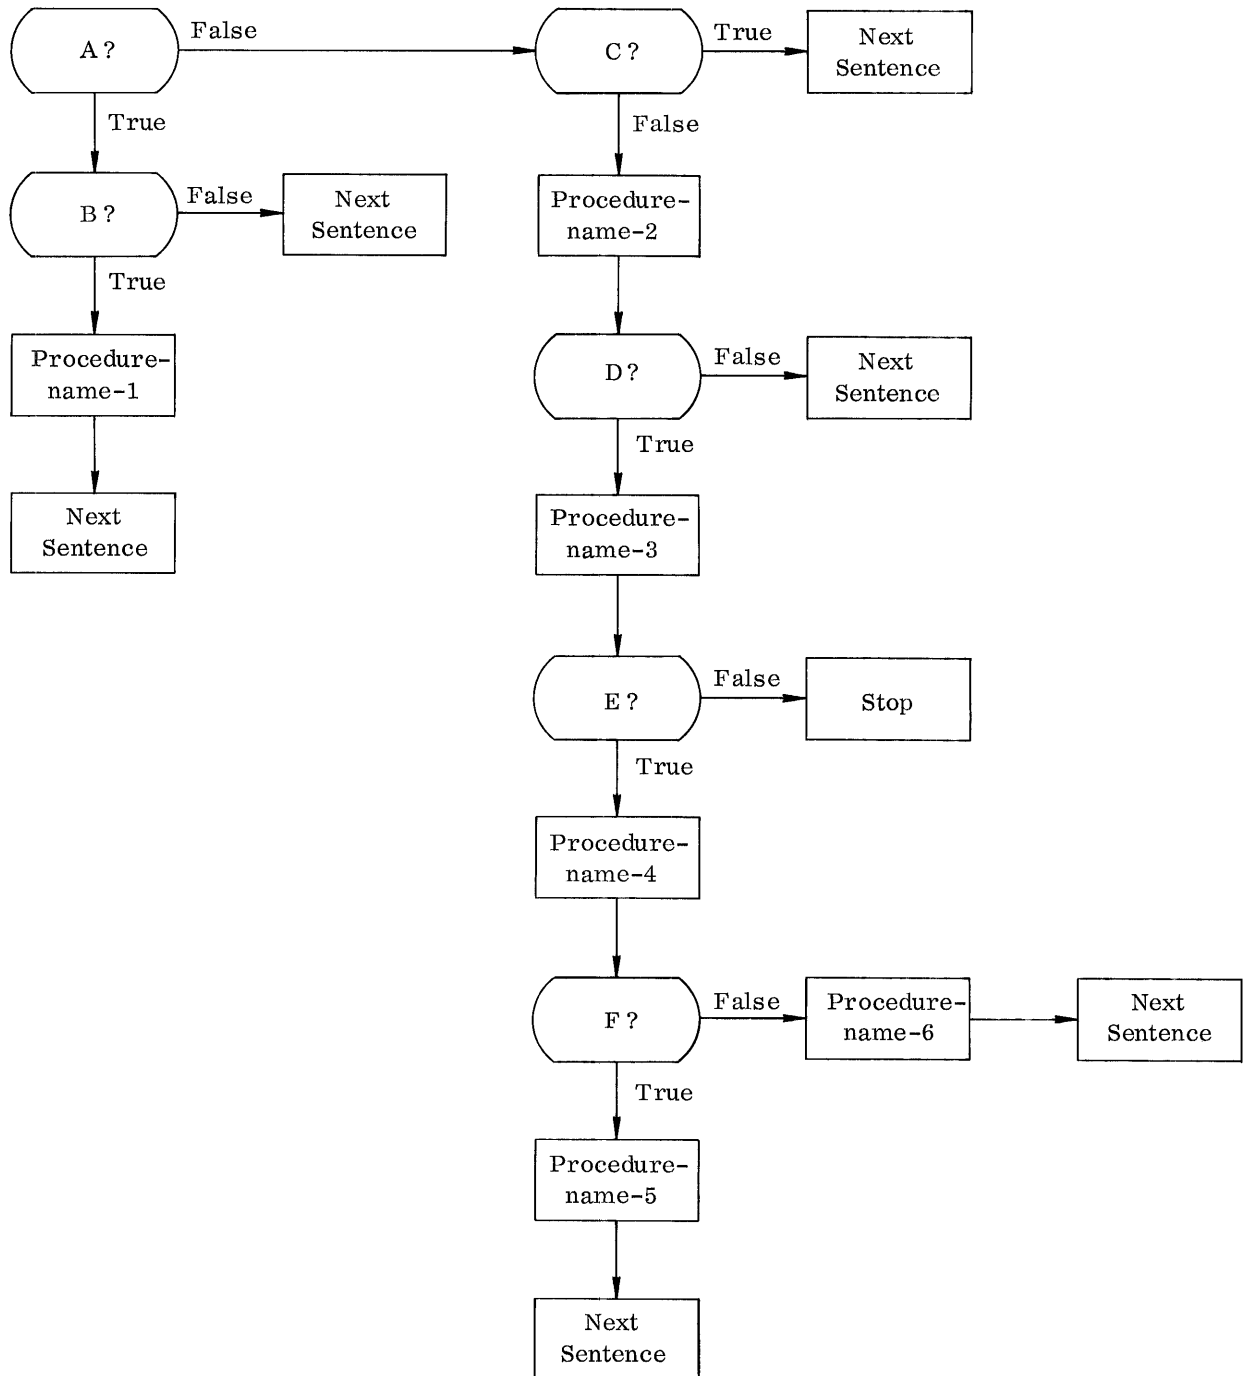 A?
False
C?
True
Next
Sentence
True
False
B?
False
Next
Sentence
Procedure-
name-2
True
Procedure-
name-1
D?
False
Next
Sentence
True
Next
Sentence
Procedure-
name-3
E?
False
Stop
True
Procedure-
name-4
F?
False
Procedure-
name-6
Next
Sentence
True
Procedure-
name-5
Next
Sentence